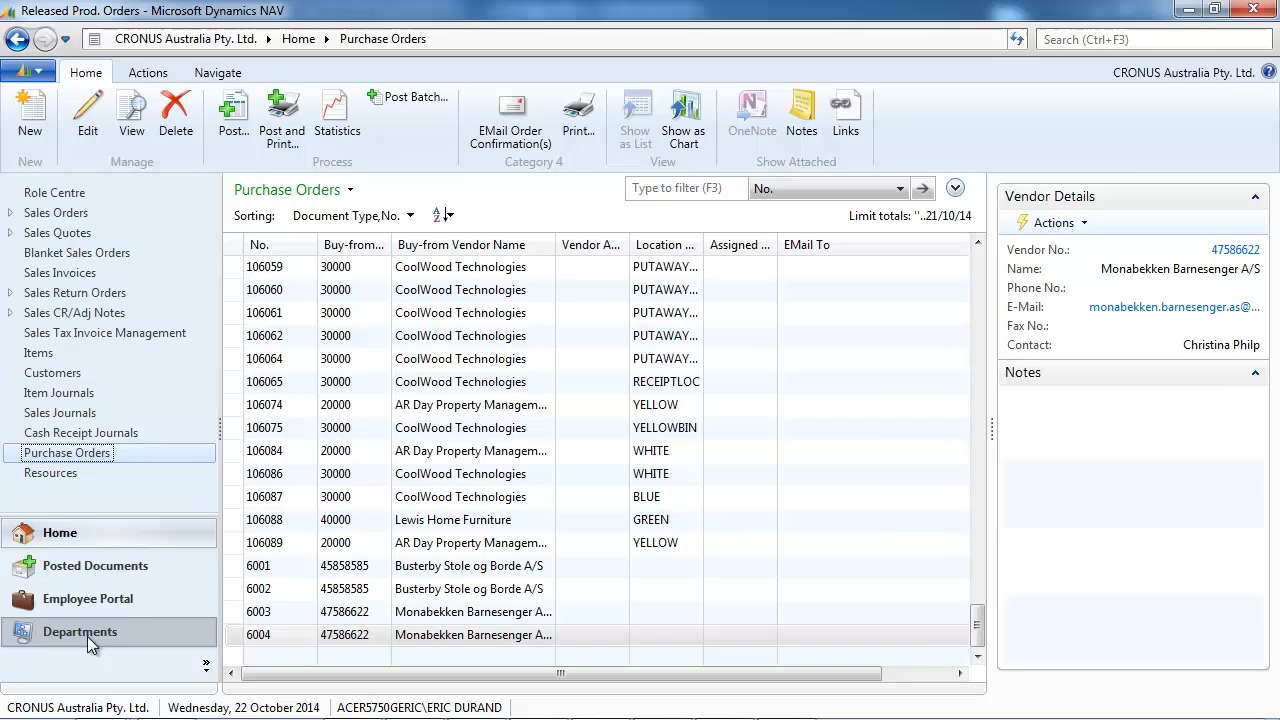 Released Prod. Orders - Microsoft Dynamics NAV
CRONUS Australia Pty. Ltd. Home Purchase Orders
Search (Ctrl+F3)
Home Actions Navigate
CRONUS Australia Pty. Ltd.
New
Edit
View
Delete
Post...
Post and Print...
Statistics
Post Batch...
EMail Order Confirmation(s)
Print...
Show as List
Show as Chart
OneNote
Notes
Links
New Manage Process Category 4 View Show Attached
Role Centre
Sales Orders
Sales Quotes
Blanket Sales Orders
Sales Invoices
Sales Return Orders
Sales CR/Adj Notes
Sales Tax Invoice Management
Items
Customers
Item Journals
Sales Journals
Cash Receipt Journals
Purchase Orders
Resources
Home
Posted Documents
Employee Portal
Departments
Purchase Orders
Type to filter (F3) No.
Sorting: Document Type,No. A Z
Limit totals: ''..21/10/14
No. Buy-from... Buy-from Vendor Name Vendor A... Location ... Assigned ... EMail To
106059 30000 CoolWood Technologies PUTAWAY...
106060 30000 CoolWood Technologies PUTAWAY...
106061 30000 CoolWood Technologies PUTAWAY...
106062 30000 CoolWood Technologies PUTAWAY...
106064 30000 CoolWood Technologies PUTAWAY...
106065 30000 CoolWood Technologies RECEIPTLOC
106074 20000 AR Day Property Managem... YELLOW
106075 30000 CoolWood Technologies YELLOWBIN
106084 20000 AR Day Property Managem... WHITE
106086 30000 CoolWood Technologies WHITE
106087 30000 CoolWood Technologies BLUE
106088 40000 Lewis Home Furniture GREEN
106089 20000 AR Day Property Managem... YELLOW
6001 45858585 Busterby Stole og Borde A/S
6002 45858585 Busterby Stole og Borde A/S
6003 47586622 Monabekken Barnesenger A...
6004 47586622 Monabekken Barnesenger A...
Vendor Details
Actions
Vendor No.: 47586622
Name: Monabekken Barnesenger A/S
Phone No.:
E-Mail: monabekken.barnesenger.as@...
Fax No.:
Contact: Christina Philp
Notes
CRONUS Australia Pty. Ltd. Wednesday, 22 October 2014 ACER5750GERIC\ERIC DURAND